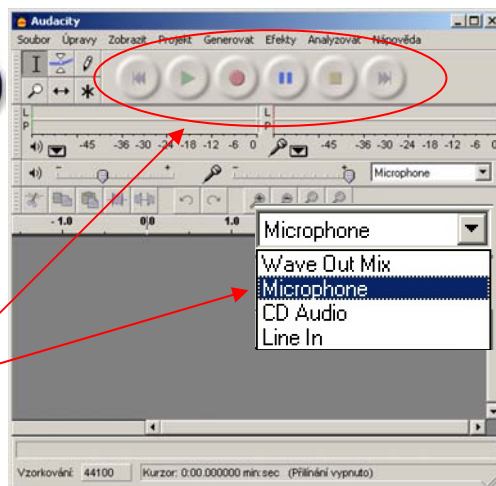 Audacity
Soubor Úpravy Zobrazit Projekt Generovat Efekty Analyzovat Nápověda
L
P
-45 -36 -30 -24 -18 -12 -6 0
L
P
-45 -36 -30 -24 -18 -12 -6 0
Microphone
- 1.0 0|0 1.0
Microphone
Wave Out Mix
Microphone
CD Audio
Line In
Vzorkování: 44100 Kurzor: 0:00.000000 min:sec (Přilínání vypnuto)